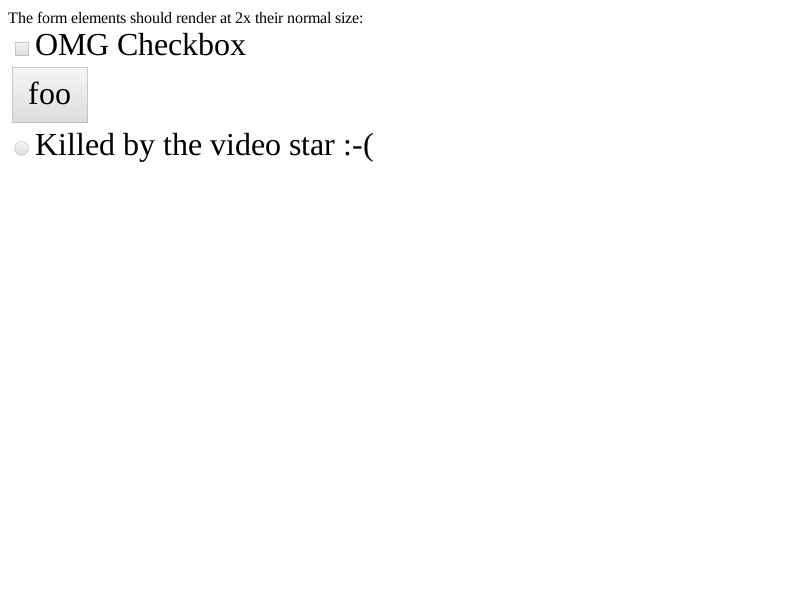 The form elements should render at 2x their normal size:
OMG Checkbox
foo
Killed by the video star :-(